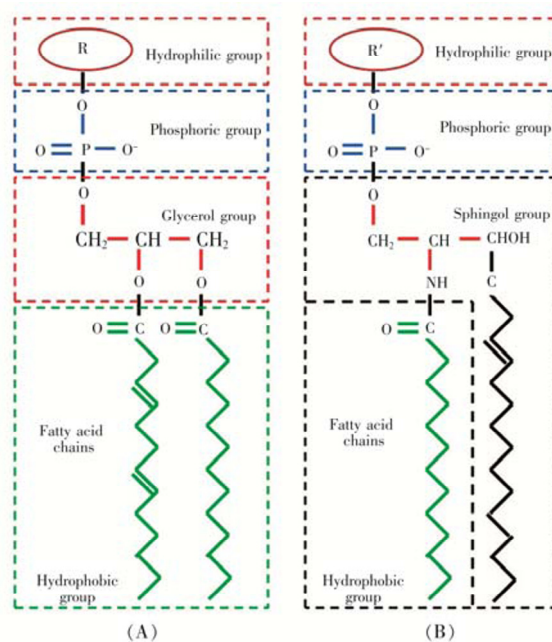 R
Hydrophilic group
O
Phosphoric group
O P O⁻
O
Glycerol group
CH₂ CH CH₂
O O
O C O C
Fatty acid
chains
Hydrophobic
group
(A)
R′
Hydrophilic group
O
Phosphoric group
O P O⁻
O
Sphingol group
CH₂ CH CHOH
NH C
O C
Fatty acid
chains
Hydrophobic
group
(B)